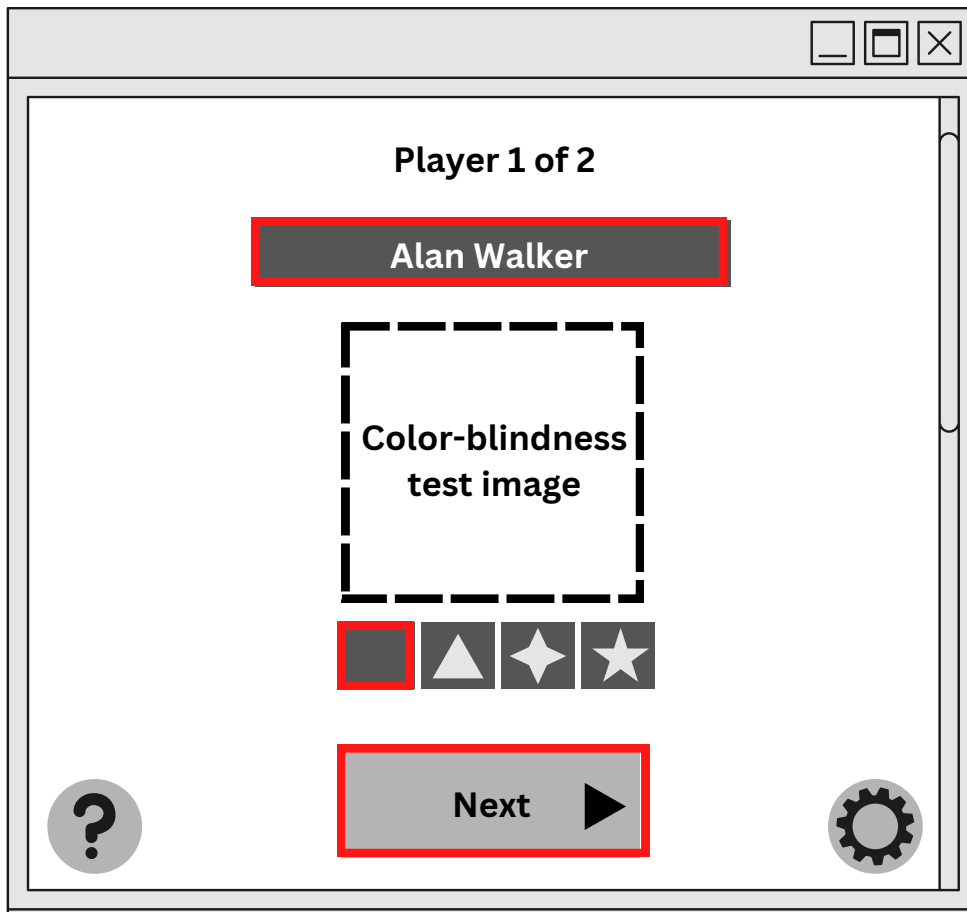 Player 1 of 2
Alan Walker
Color-blindness
test image
Next
?